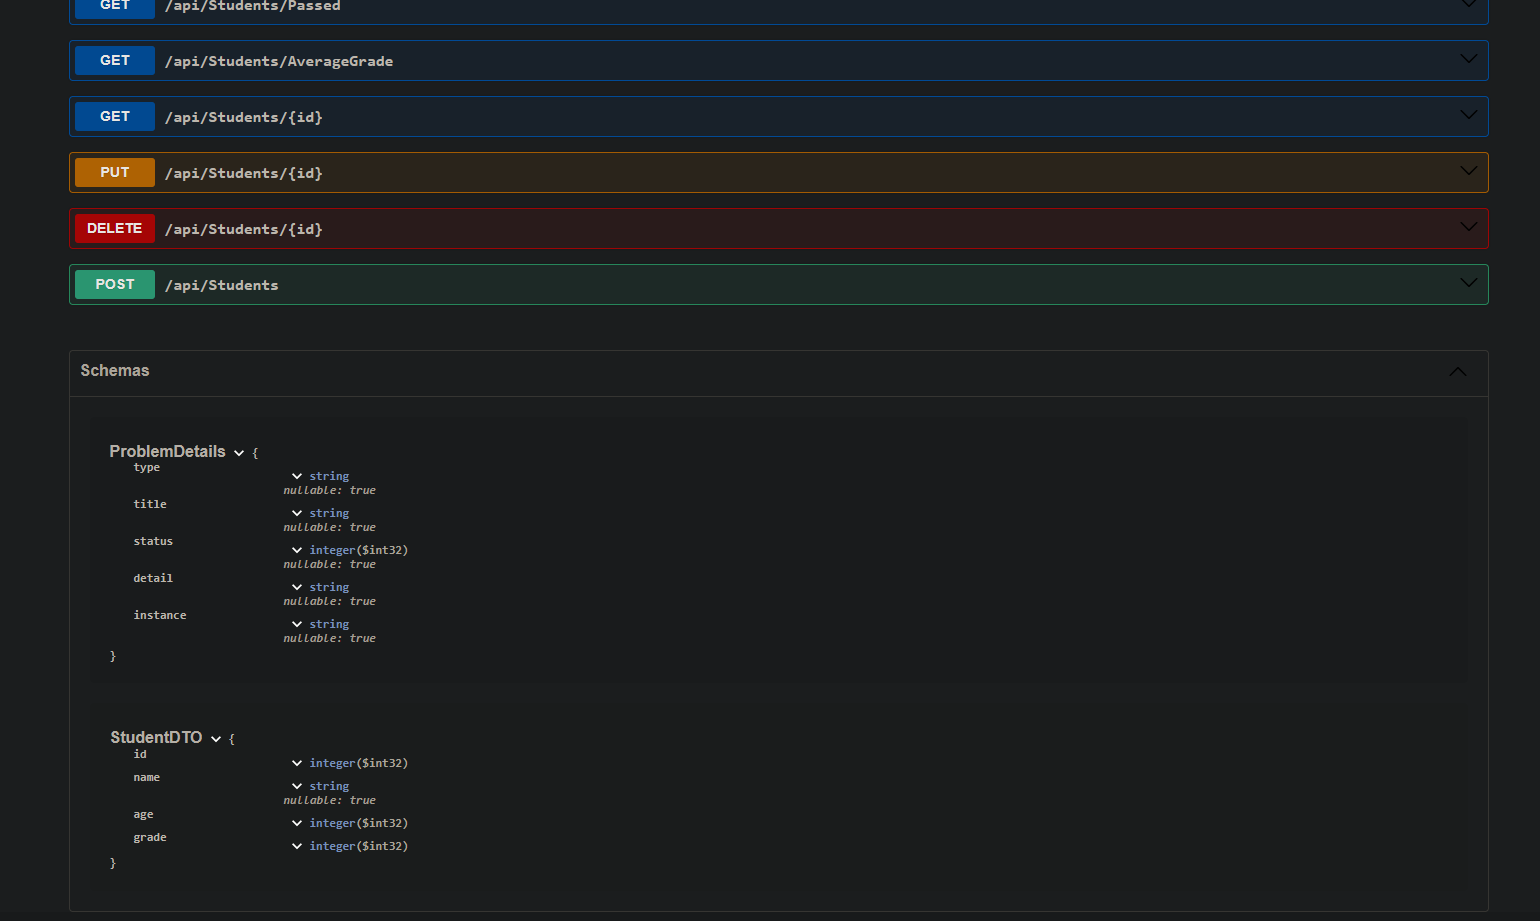 GET /api/Students/Passed
GET /api/Students/AverageGrade
GET /api/Students/{id}
PUT /api/Students/{id}
DELETE /api/Students/{id}
POST /api/Students
Schemas
ProblemDetails {
type
string
nullable: true
title
string
nullable: true
status
integer($int32)
nullable: true
detail
string
nullable: true
instance
string
nullable: true
}
StudentDTO {
id
integer($int32)
name
string
nullable: true
age
integer($int32)
grade
integer($int32)
}